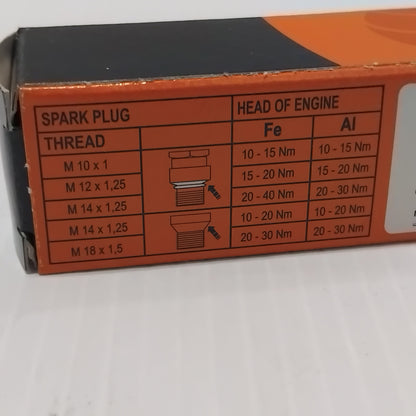 SPARK PLUG HEAD OF ENGINE
THREAD Fe Al
M 10 x 1 10 - 15 Nm 10 - 15 Nm
M 12 x 1,25 15 - 20 Nm 15 - 20 Nm
M 14 x 1,25 20 - 40 Nm 20 - 30 Nm
M 14 x 1,25 10 - 20 Nm 10 - 20 Nm
M 18 x 1,5 20 - 30 Nm 20 - 30 Nm